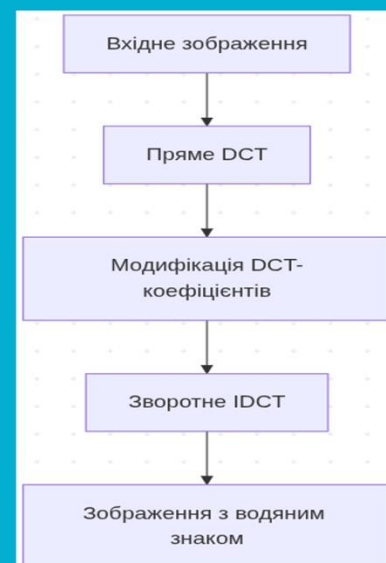 Вхідне зображення
Пряме DCT
Модифікація DCT-
коефіцієнтів
Зворотне IDCT
Зображення з водяним
знаком